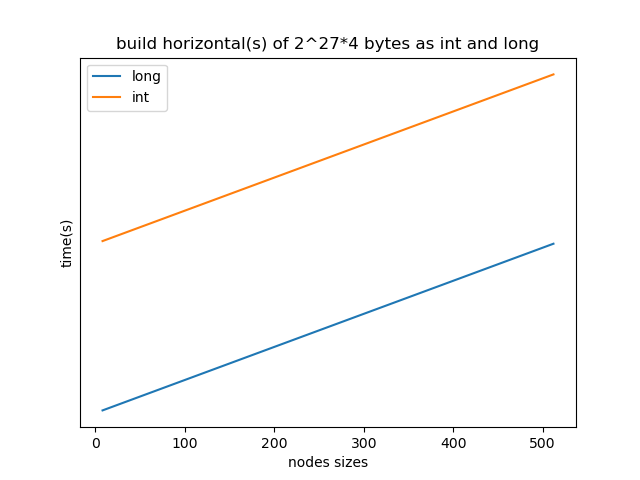 build horizontal(s) of 2^27*4 bytes as int and long
long
int
time(s)
0 100 200 300 400 500
nodes sizes